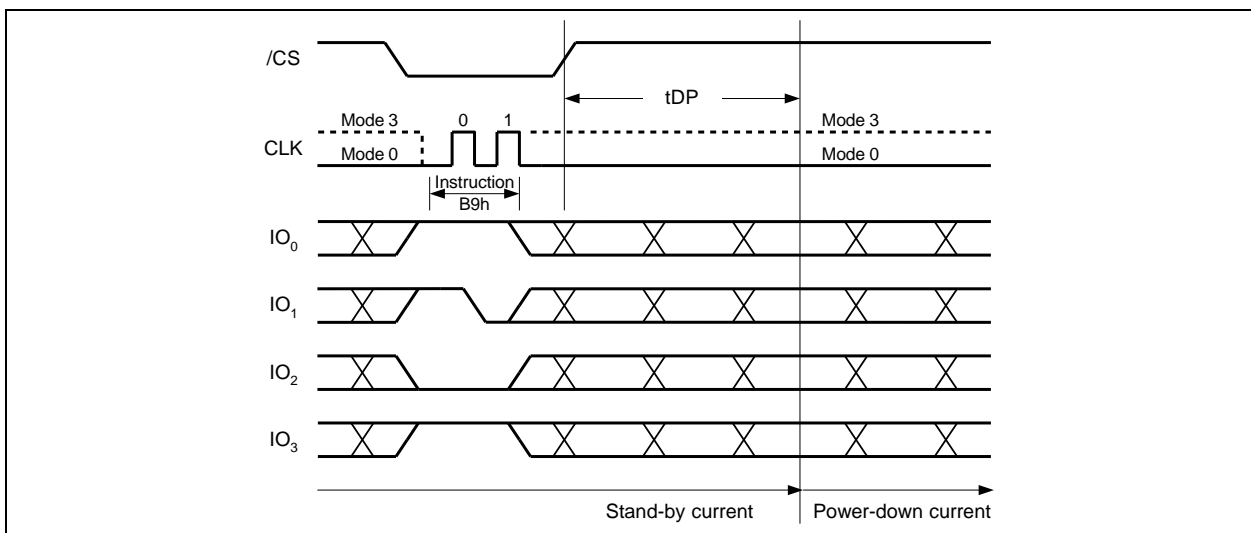 /CS
tDP
Mode 3 0 1 Mode 3
CLK
Mode 0 Mode 0
Instruction
B9h
IO₀
IO₁
IO₂
IO₃
Stand-by current Power-down current